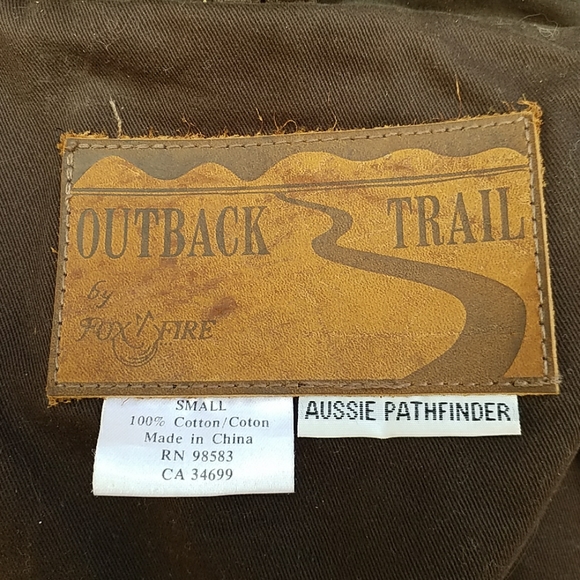 OUTBACK TRAIL
by
FOX FIRE
SMALL
100% Cotton/Coton
Made in China
RN 98583
CA 34699
AUSSIE PATHFINDER